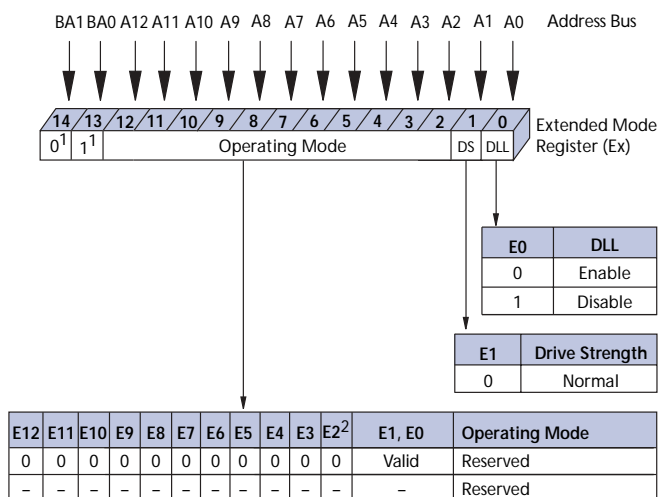 BA1 BA0 A12 A11 A10 A9 A8 A7 A6 A5 A4 A3 A2 A1 A0 Address Bus
14 13 12 11 10 9 8 7 6 5 4 3 2 1 0 Extended Mode
0¹ 1¹ Operating Mode DS DLL Register (Ex)
E0 DLL
0 Enable
1 Disable
E1 Drive Strength
0 Normal
E12 E11 E10 E9 E8 E7 E6 E5 E4 E3 E2² E1, E0 Operating Mode
0 0 0 0 0 0 0 0 0 0 0 Valid Reserved
– – – – – – – – – – – – Reserved